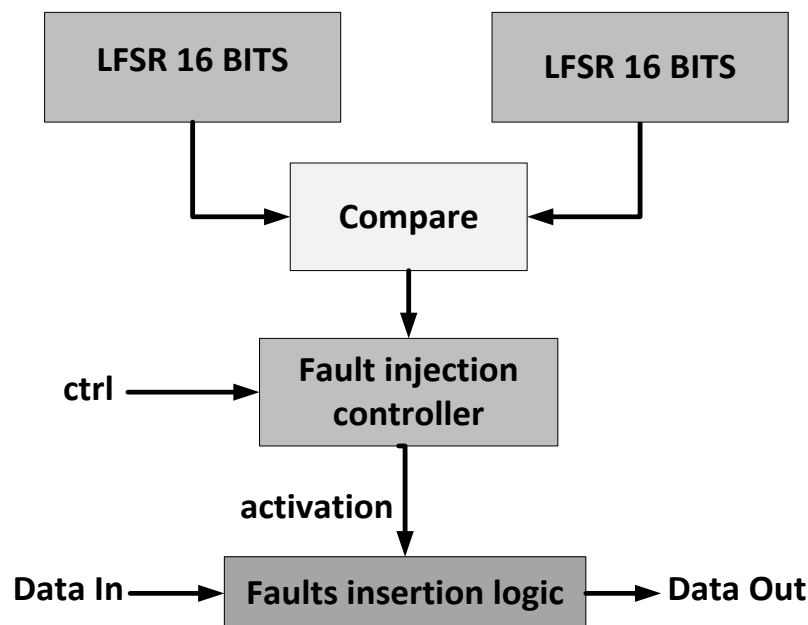 LFSR 16 BITS
LFSR 16 BITS
Compare
ctrl
Fault injection
controller
activation
Data In
Faults insertion logic
Data Out